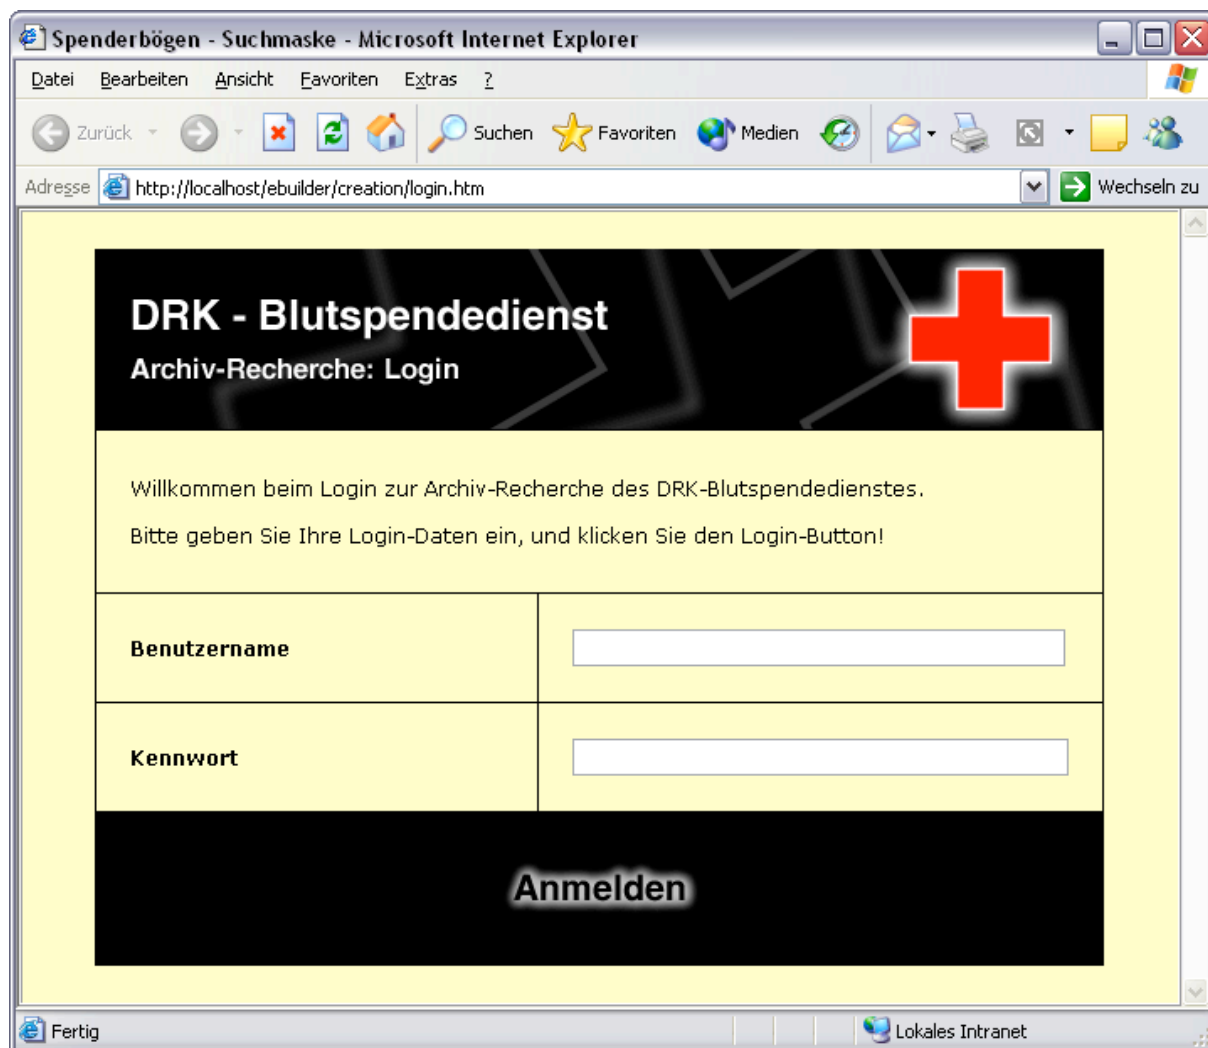 Spenderbögen - Suchmaske - Microsoft Internet Explorer
Datei Bearbeiten Ansicht Favoriten Extras ?
Zurück Suchen Favoriten Medien
Adresse http://localhost/ebuilder/creation/login.htm Wechseln zu
DRK - Blutspendedienst
Archiv-Recherche: Login
Willkommen beim Login zur Archiv-Recherche des DRK-Blutspendedienstes.
Bitte geben Sie Ihre Login-Daten ein, und klicken Sie den Login-Button!
Benutzername
Kennwort
Anmelden
Fertig Lokales Intranet